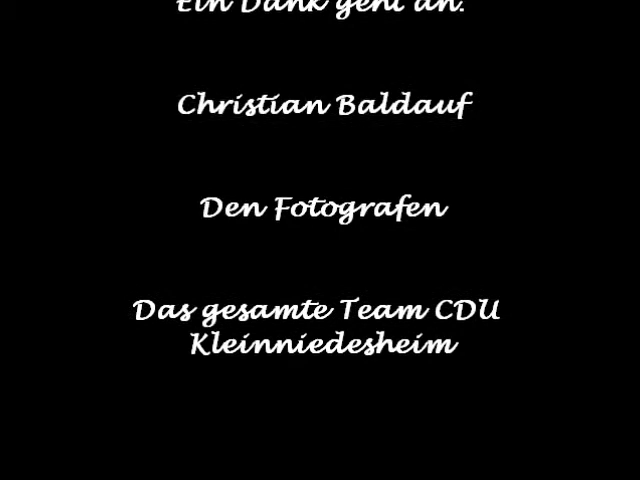 Ein Dank geht an:
Christian Baldauf
Den Fotografen
Das gesamte Team CDU
Kleinniedesheim